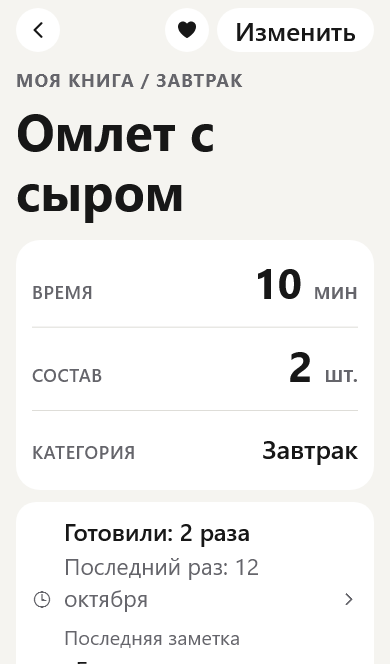 Изменить
МОЯ КНИГА / ЗАВТРАК
Омлет с
сыром
ВРЕМЯ 10 мин
СОСТАВ 2 шт.
КАТЕГОРИЯ Завтрак
Готовили: 2 раза
Последний раз: 12
октября
Последняя заметка